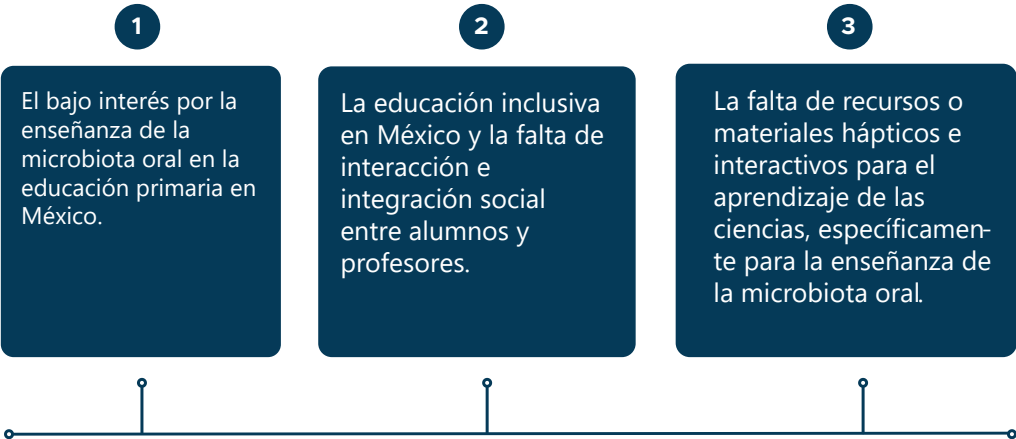 1
El bajo interés por la
enseñanza de la
microbiota oral en la
educación primaria en
México.
2
La educación inclusiva
en México y la falta de
interacción e
integración social
entre alumnos y
profesores.
3
La falta de recursos o
materiales hápticos e
interactivos para el
aprendizaje de las
ciencias, específicamen-
te para la enseñanza de
la microbiota oral.